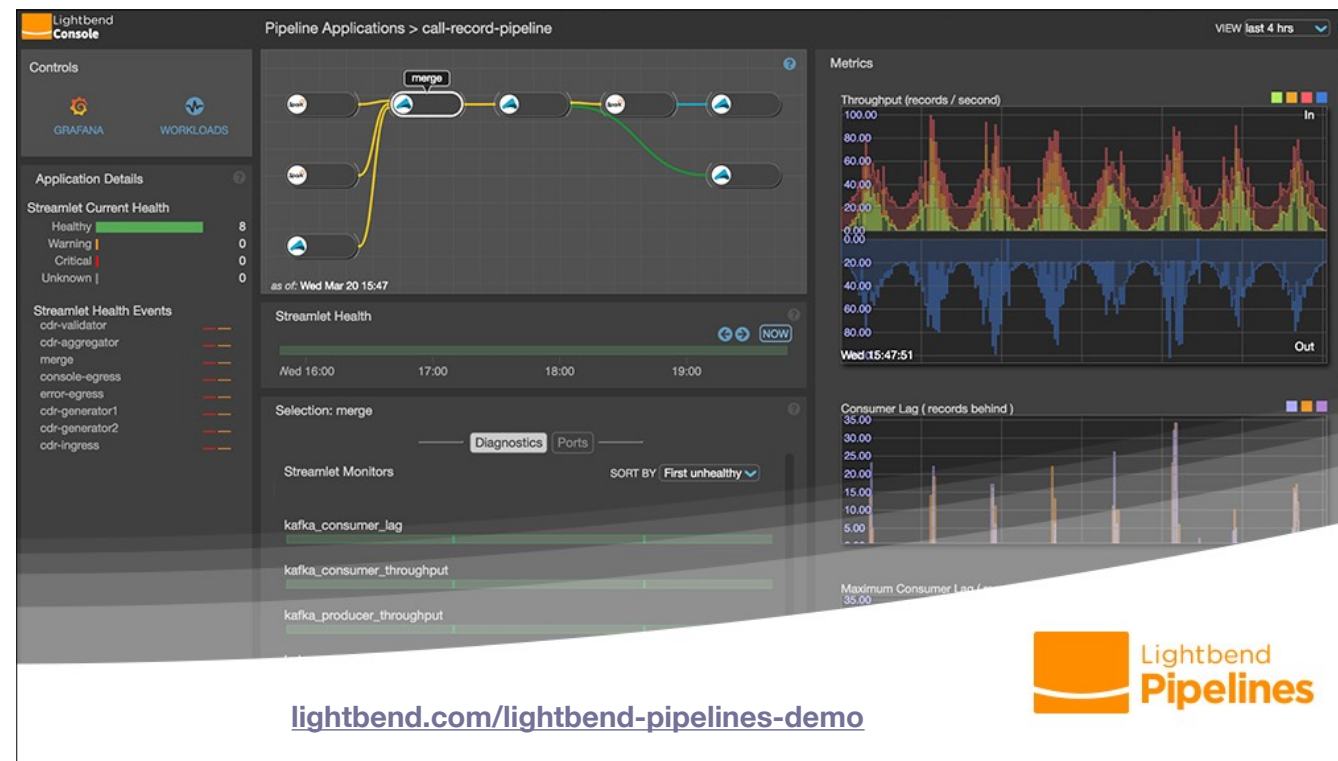 Lightbend
Console
Pipeline Applications > call-record-pipeline
VIEW last 4 hrs
Controls
GRAFANA
WORKLOADS
Application Details
?
Streamlet Current Health
Healthy 8
Warning 0
Critical 0
Unknown 0
Streamlet Health Events
cdr-validator
cdr-aggregator
merge
console-egress
error-egress
cdr-generator1
cdr-generator2
cdr-ingress
?
merge
Spark
Spark
Spark
as of: Wed Mar 20 15:47
Streamlet Health
?
NOW
Wed 16:00 17:00 18:00 19:00
Selection: merge
?
Diagnostics Ports
Streamlet Monitors
SORT BY First unhealthy
kafka_consumer_lag
kafka_consumer_throughput
kafka_producer_throughput
Metrics
Throughput (records / second)
100.00
In
80.00
60.00
40.00
20.00
0.00
0.00
20.00
40.00
60.00
80.00
Out
Wed 15:47:51
Consumer Lag ( records behind )
35.00
30.00
25.00
20.00
15.00
10.00
5.00
Maximum Consumer Lag
35.00
Lightbend
Pipelines
lightbend.com/lightbend-pipelines-demo